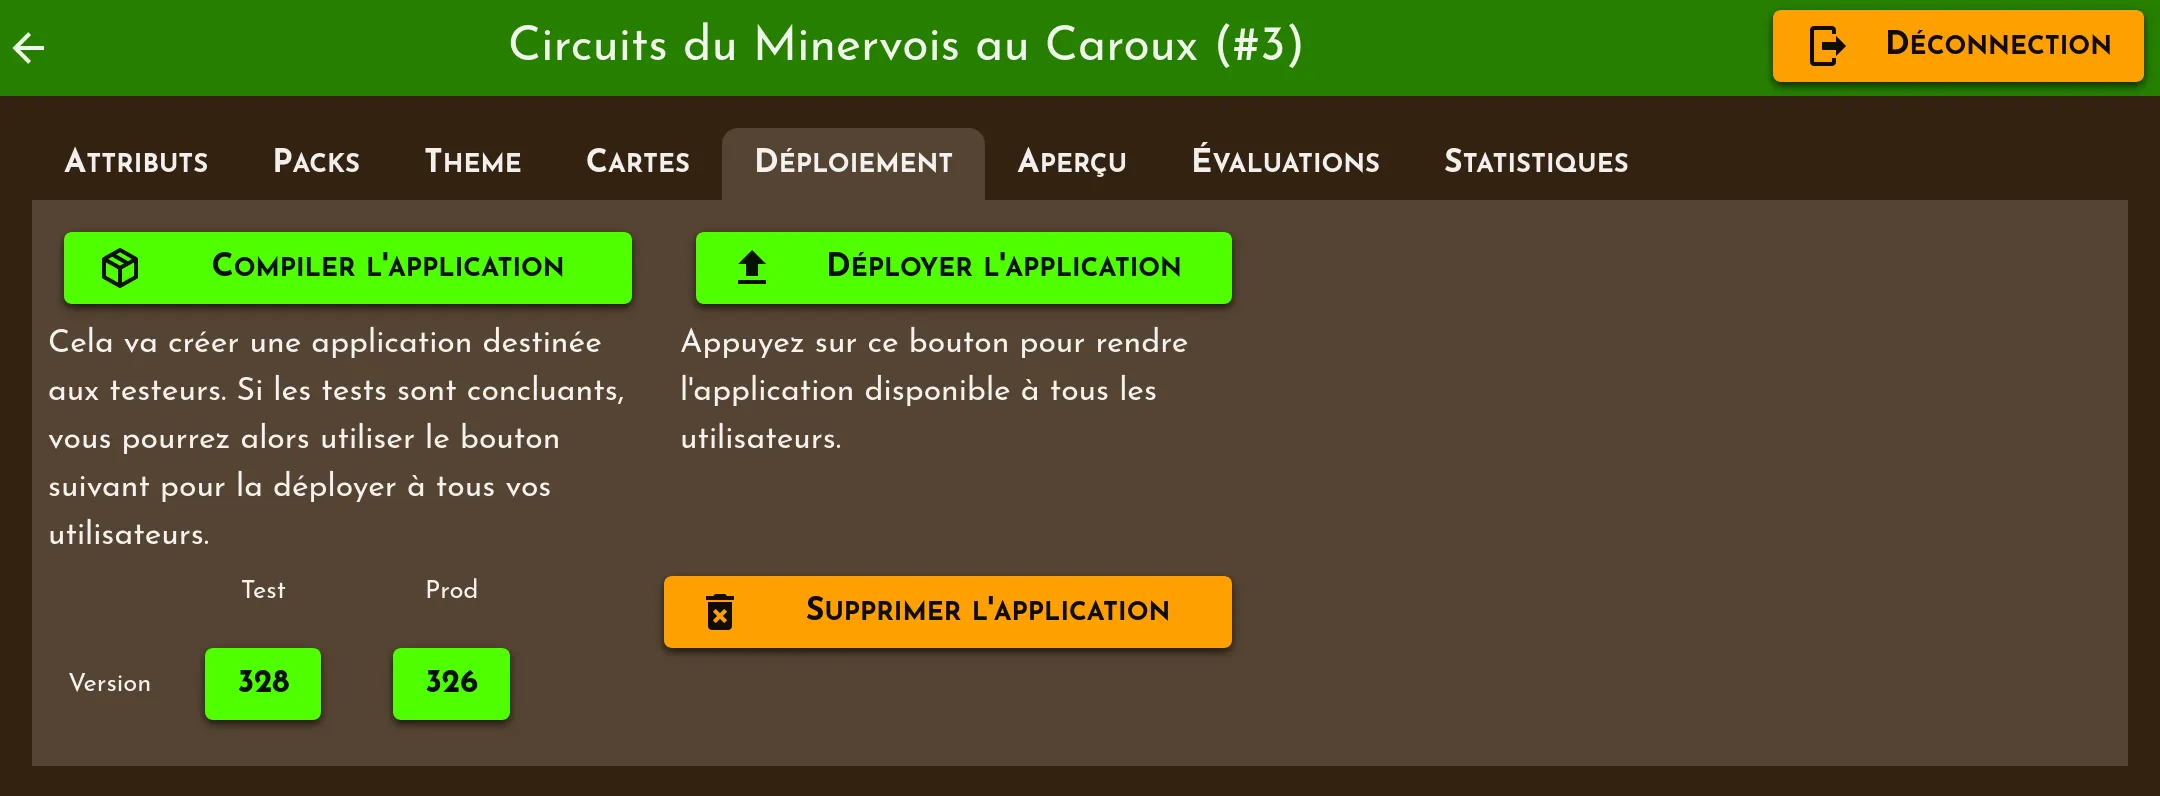 Circuits du Minervois au Caroux (#3)
Déconnection
Attributs Packs Theme Cartes Déploiement Aperçu Évaluations Statistiques
Compiler l'application
Cela va créer une application destinée
aux testeurs. Si les tests sont concluants,
vous pourrez alors utiliser le bouton
suivant pour la déployer à tous vos
utilisateurs.
Déployer l'application
Appuyez sur ce bouton pour rendre
l'application disponible à tous les
utilisateurs.
Test Prod
Version 328 326
Supprimer l'application